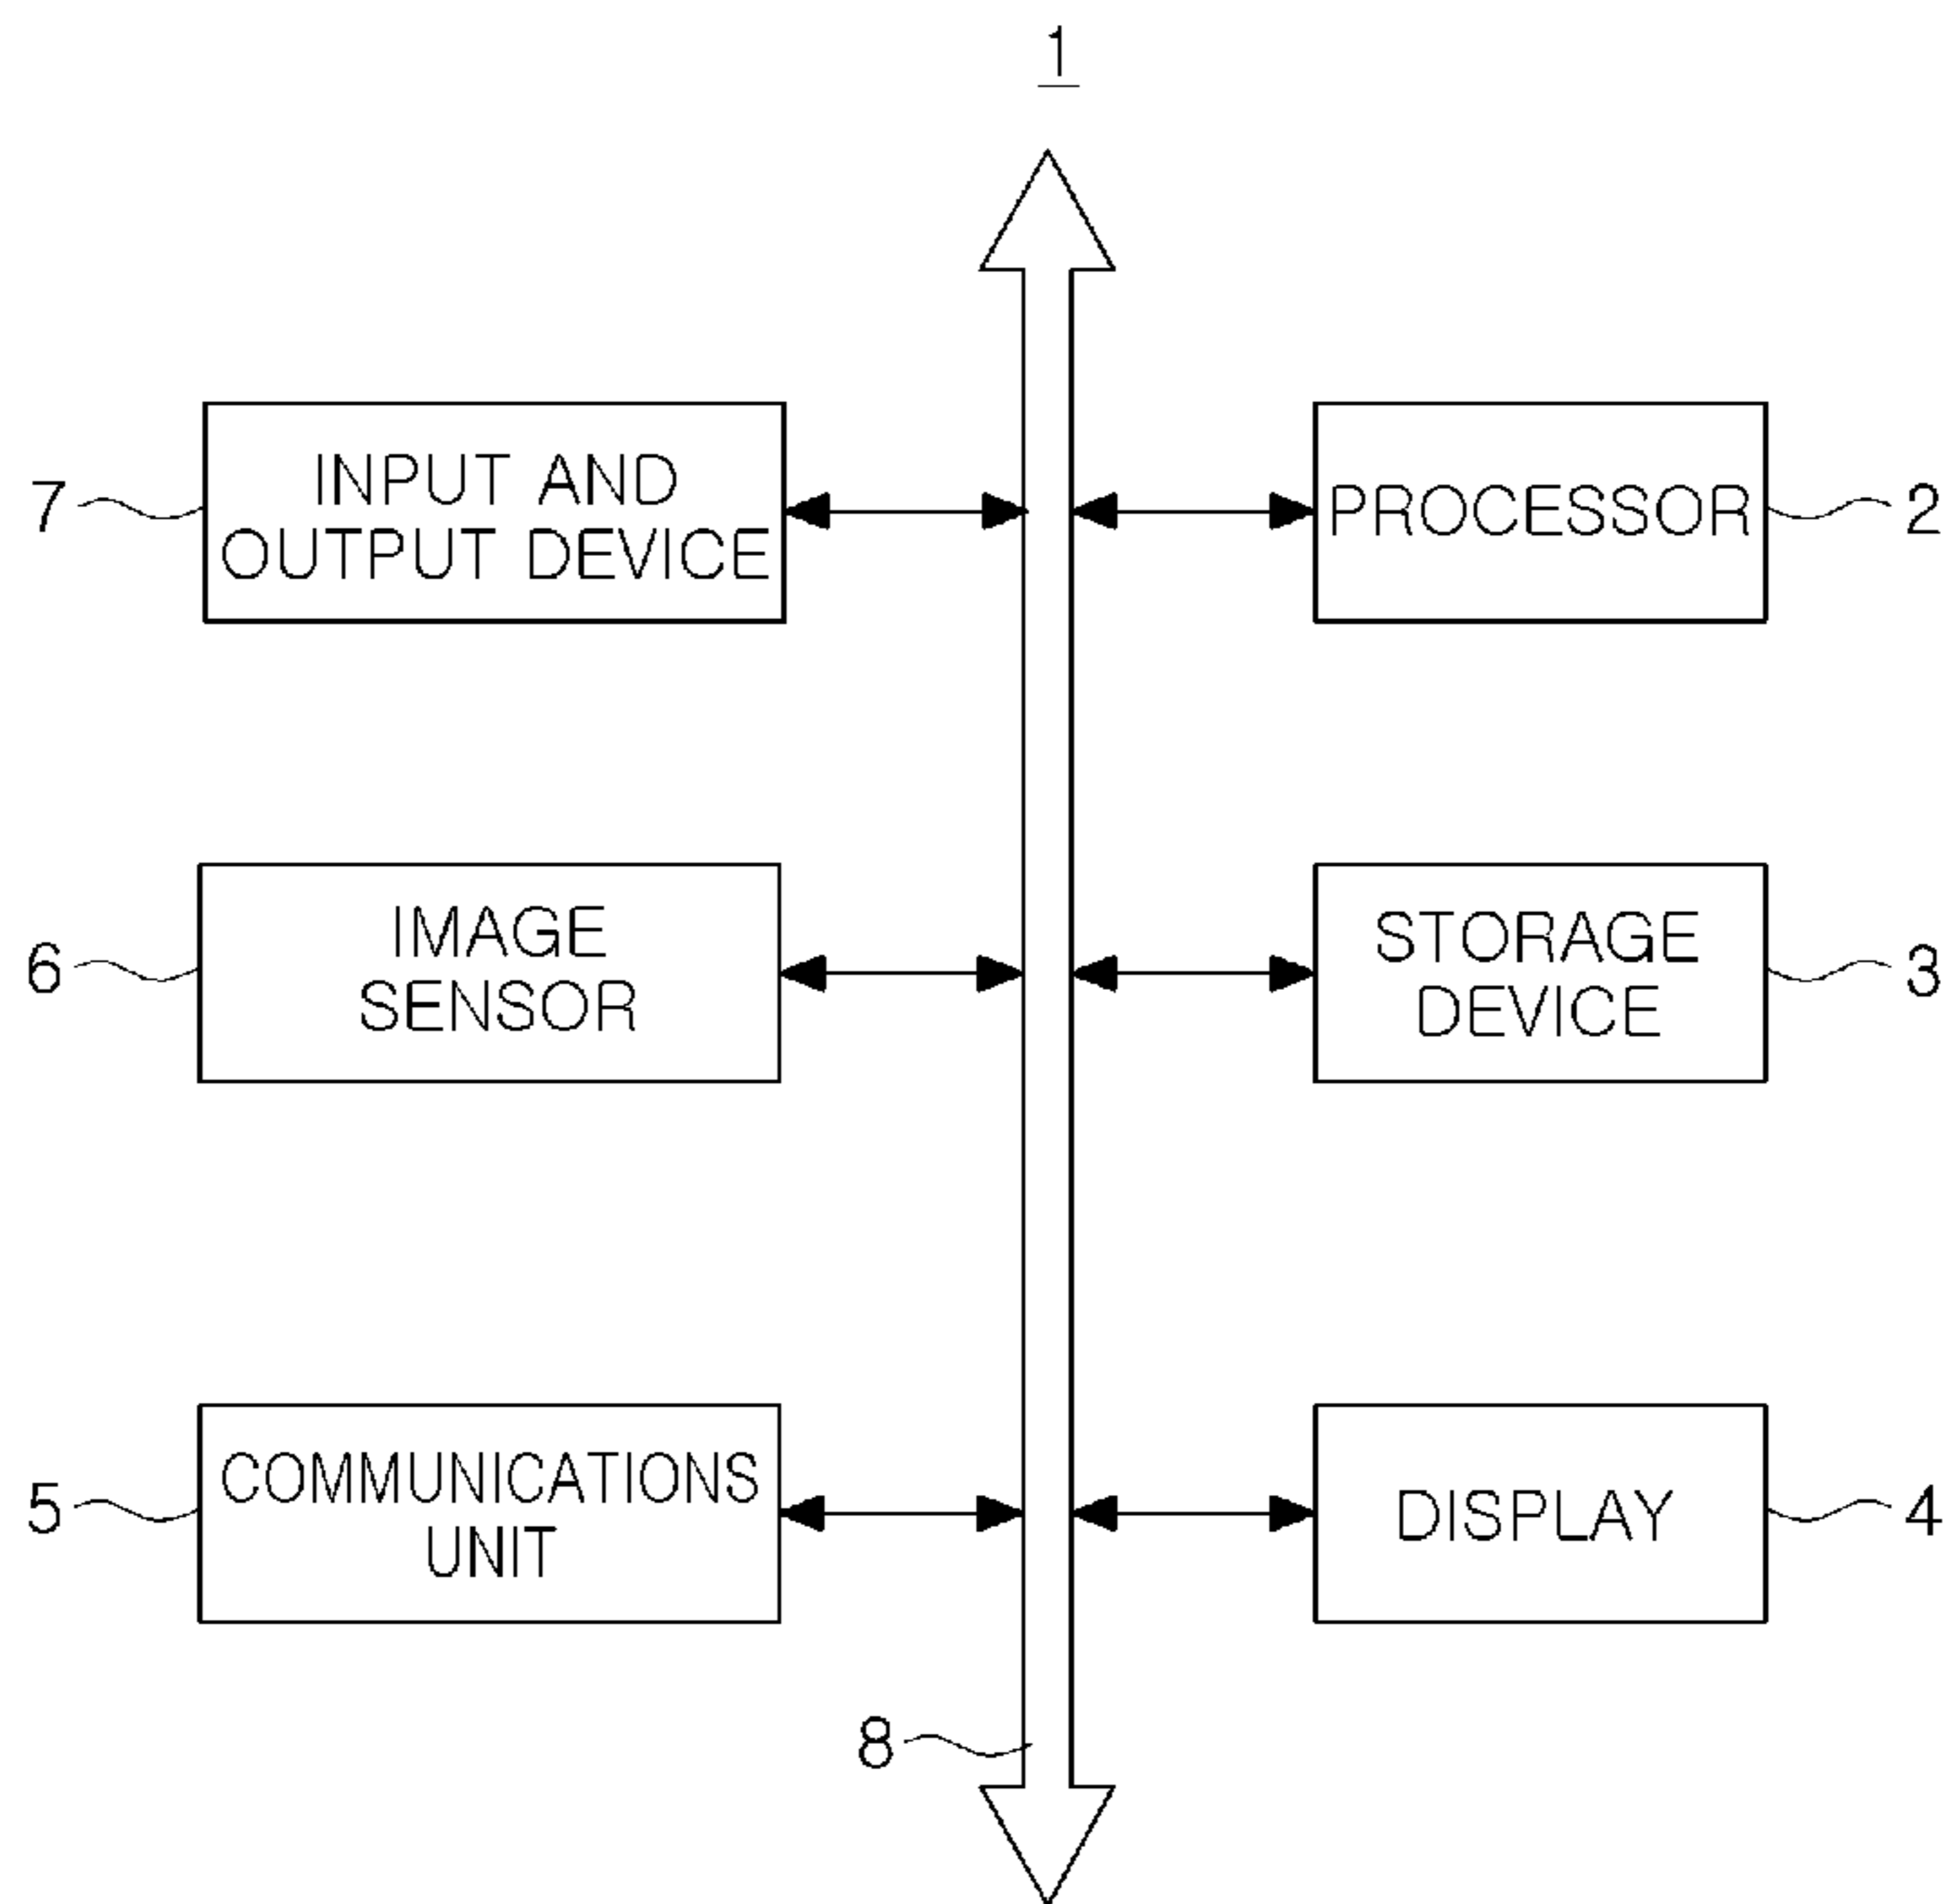 1
7
INPUT AND
OUTPUT DEVICE
PROCESSOR
2
6
IMAGE
SENSOR
STORAGE
DEVICE
3
5
COMMUNICATIONS
UNIT
DISPLAY
4
8